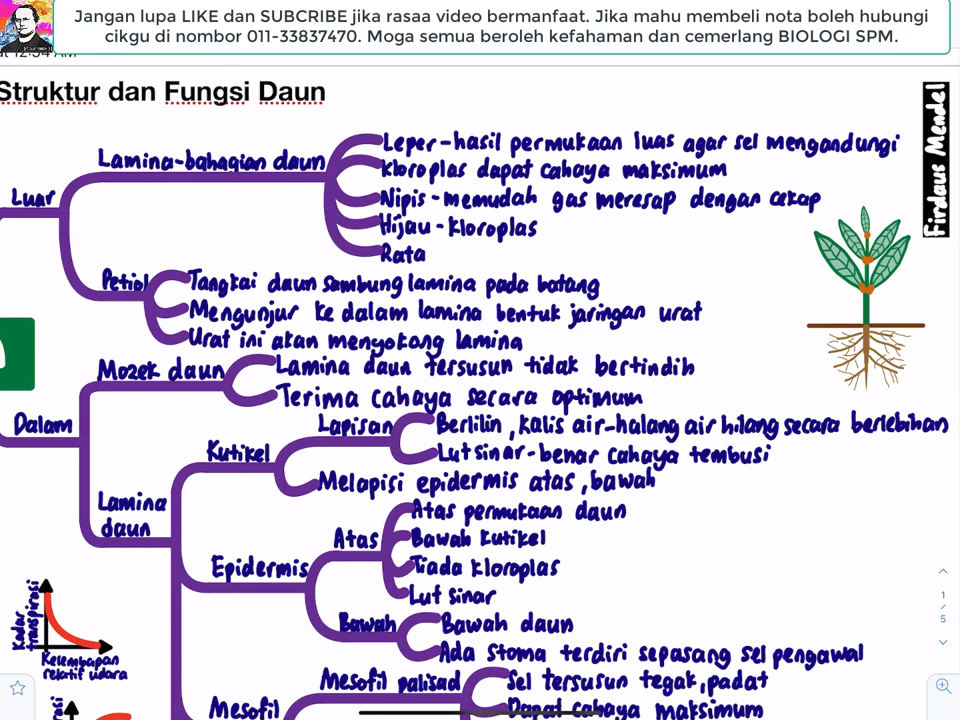 Jangan lupa LIKE dan SUBCRIBE jika rasaa video bermanfaat. Jika mahu membeli nota boleh hubungi
cikgu di nombor 011-33837470. Moga semua beroleh kefahaman dan cemerlang BIOLOGI SPM.
Struktur dan Fungsi Daun
Firdaus Mendel
Luar
Lamina-bahagian daun
Leper-hasil permukaan luas agar sel mengandungi
kloroplas dapat cahaya maksimum
Nipis-memudah gas meresap dengan cekap
Hijau-kloroplas
Rata
Petiol
Tangkai daun sambung lamina pada batang
Mengunjur ke dalam lamina bentuk jaringan urat
Urat ini akan menyokong lamina
Dalam
Mozek daun
Lamina daun tersusun tidak bertindih
Terima cahaya secara optimum
Lamina
daun
Kutikel
Lapisan
Berlilin, kalis air-halang air hilang secara berlebihan
Lutsinar-benar cahaya tembusi
Melapisi epidermis atas, bawah
Epidermis
Atas
Atas permukaan daun
Bawah kutikel
Tiada kloroplas
Lut sinar
Bawah
Bawah daun
Ada stoma terdiri sepasang sel pengawal
Mesofil
Mesofil palisad
Sel tersusun tegak, padat
Dapat cahaya maksimum
Kadar
transpirasi
Kelembapan
relatif udara
1
/
5